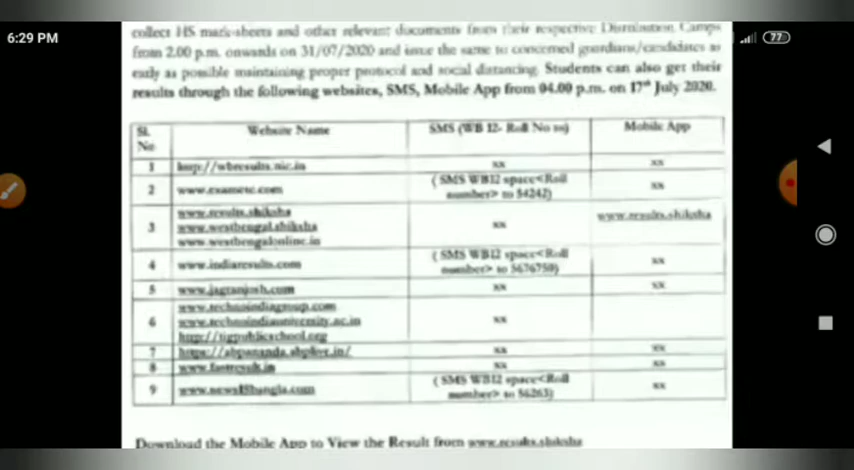 6:29 PM
77
collect HS mark-sheets and other relevant documents from their respective Distribution Camps
from 2.00 p.m. onwards on 31/07/2020 and issue the same to concerned guardians/candidates as
early as possible maintaining proper protocol and social distancing. Students can also get their
results through the following websites, SMS, Mobile App from 04.00 p.m. on 17th July 2020.
Sl. No Website Name SMS (WB 12- Roll No to) Mobile App
1 http://wbresults.nic.in xx xx
2 www.exametc.com ( SMS WB12 space<Roll number> to 54242) xx
3 www.results.shiksha
www.westbengal.shiksha xx www.results.shiksha
www.westbengalonline.in
4 www.indiaresults.com ( SMS WB12 space<Roll number> to 5676750) xx
5 www.jagranjosh.com xx xx
www.technoindiagroup.com
6 www.technoindiauniversity.ac.in xx
http://tigpublicschool.org
7 https://abpananda.abplive.in/ xx xx
8 www.fastresult.in xx xx
9 www.news18bangla.com ( SMS WB12 space<Roll number> to 56263) xx
Download the Mobile App to View the Result from www.results.shiksha